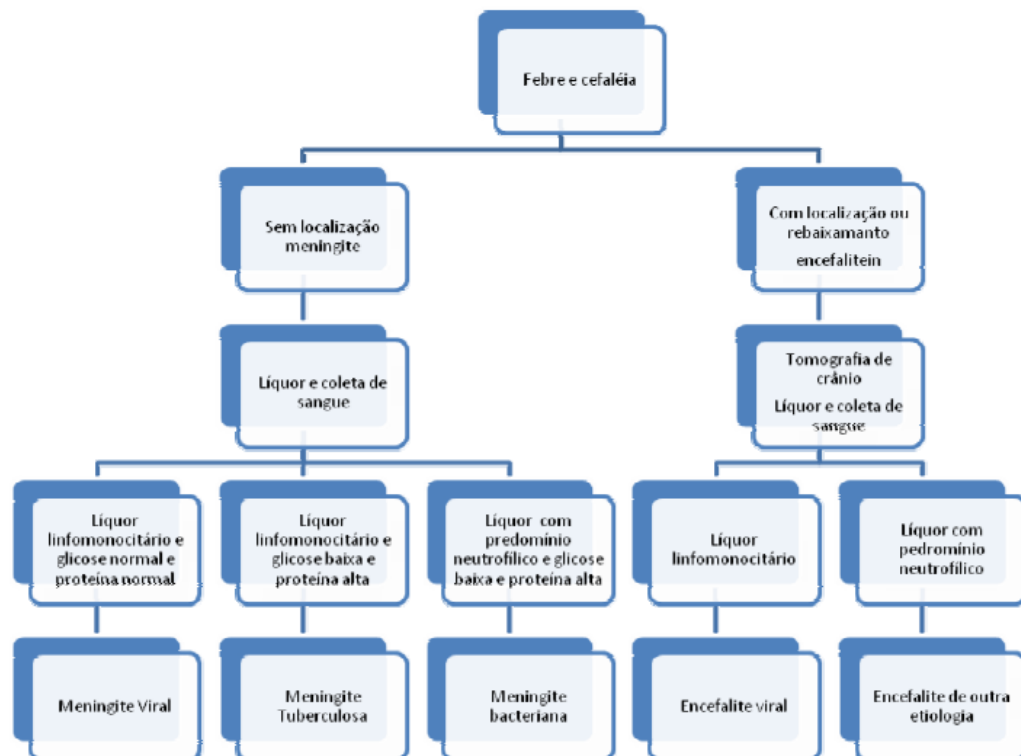 Febre e cefaléia
Sem localização
meningite
Com localização ou
rebaixamanto
encefalitein
Líquor e coleta de
sangue
Tomografia de
crânio
Líquor e coleta de
sangue
Líquor
linfomonocitário e
glicose normal e
proteína normal
Líquor
linfomonocitário e
glicose baixa e
proteína alta
Líquor com
predomínio
neutrofílico e glicose
baixa e proteína alta
Líquor
linfomonocitário
Líquor com
pedromínio
neutrofílico
Meningite Viral
Meningite
Tuberculosa
Meningite
bacteriana
Encefalite viral
Encefalite de outra
etiologia